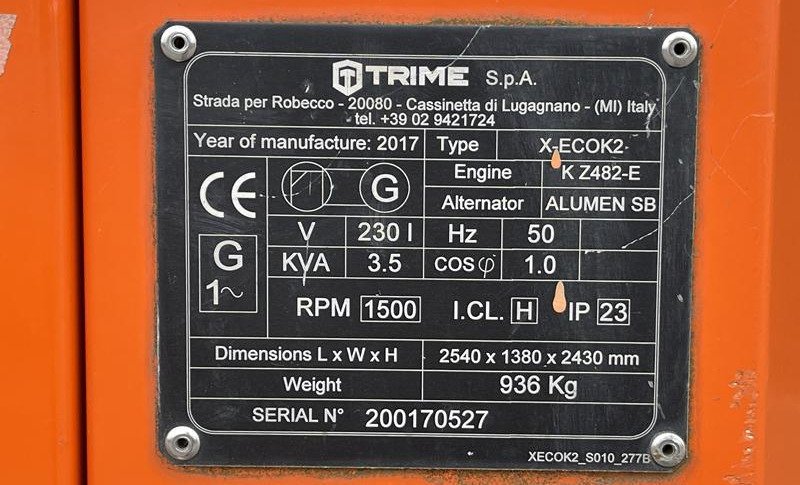 TRIME S.p.A.
Strada per Robecco - 20080 - Cassinetta di Lugagnano - (MI) Italy
tel. +39 02 9421724
Year of manufacture: 2017 Type X-ECOK2
Engine K Z482-E
CE G Alternator ALUMEN SB
V 230 I Hz 50
G KVA 3.5 COS φ 1.0
1~ RPM 1500 I.CL. H IP 23
Dimensions L x W x H 2540 x 1380 x 2430 mm
Weight 936 Kg
SERIAL N° 200170527
XECOK2_S010_277B